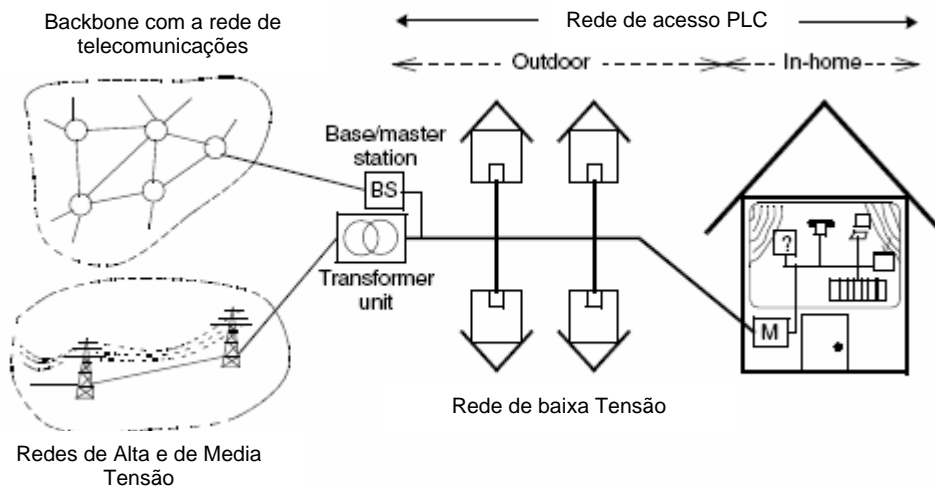 Backbone com a rede de
telecomunicações
Rede de acesso PLC
Outdoor
In-home
Base/master
station
BS
Transformer
unit
?
M
Rede de baixa Tensão
Redes de Alta e de Media
Tensão